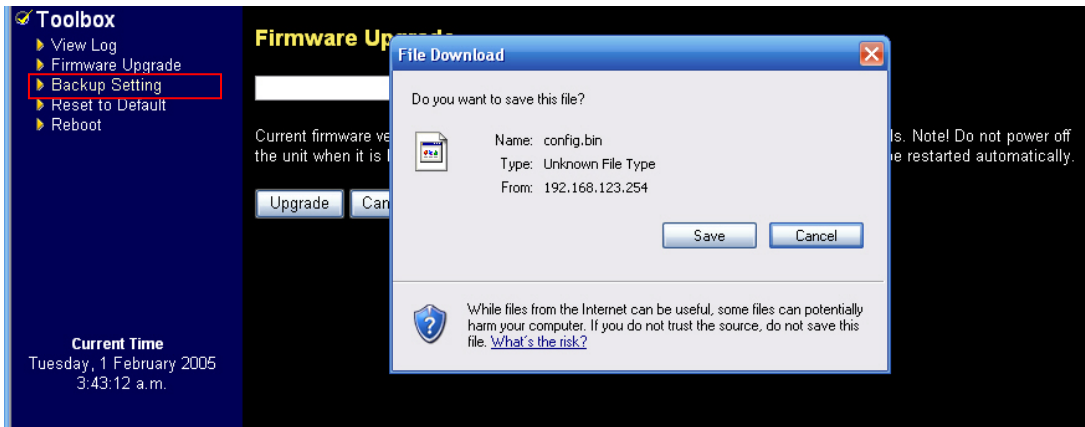 Toolbox
View Log
Firmware Upgrade
Backup Setting
Reset to Default
Reboot
Current Time
Tuesday, 1 February 2005
3:43:12 a.m.
Firmware
Current firmware
ls. Note! Do not power off
the unit when it is
e restarted automatically.
Upgrade
File Download
Do you want to save this file?
Name: config.bin
Type: Unknown File Type
From: 192.168.123.254
Save
Cancel
While files from the Internet can be useful, some files can potentially
harm your computer. If you do not trust the source, do not save this
file. What's the risk?